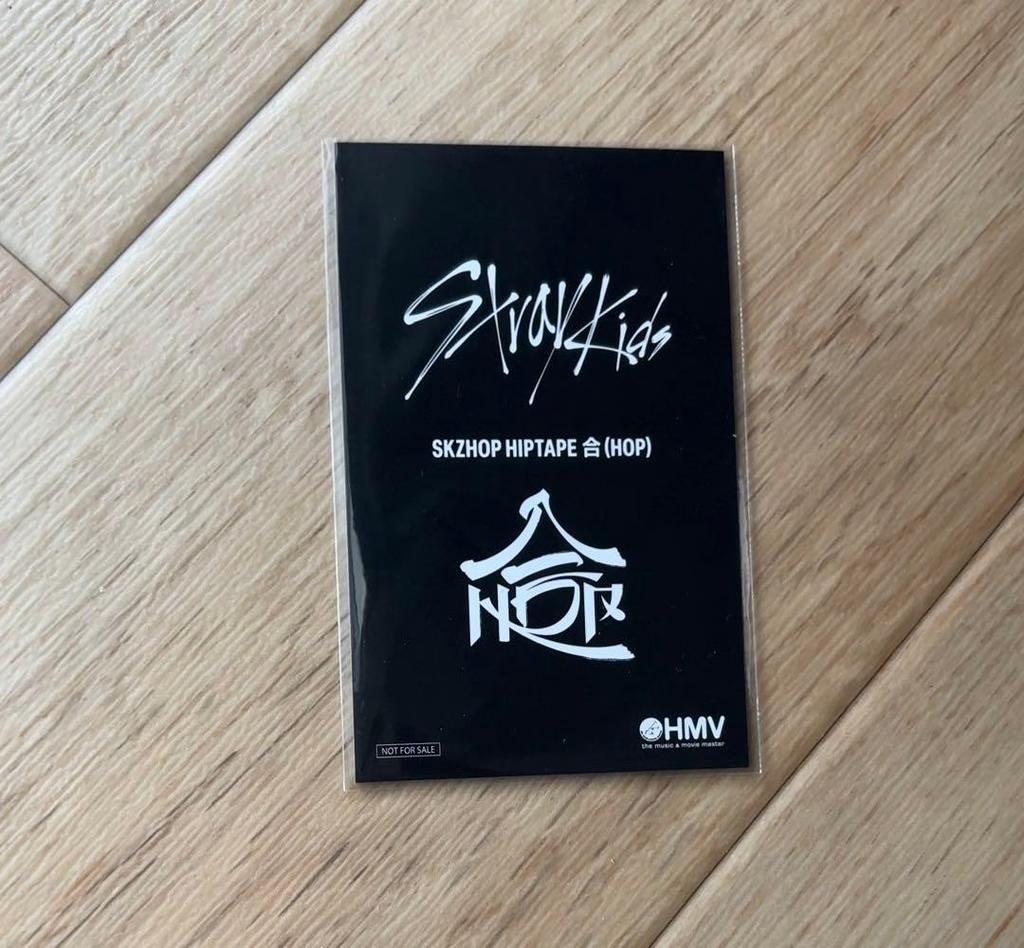 Stray Kids
SKZHOP HIPTAPE 合 (HOP)
合
HOP
NOT FOR SALE
HMV
the music & movie master